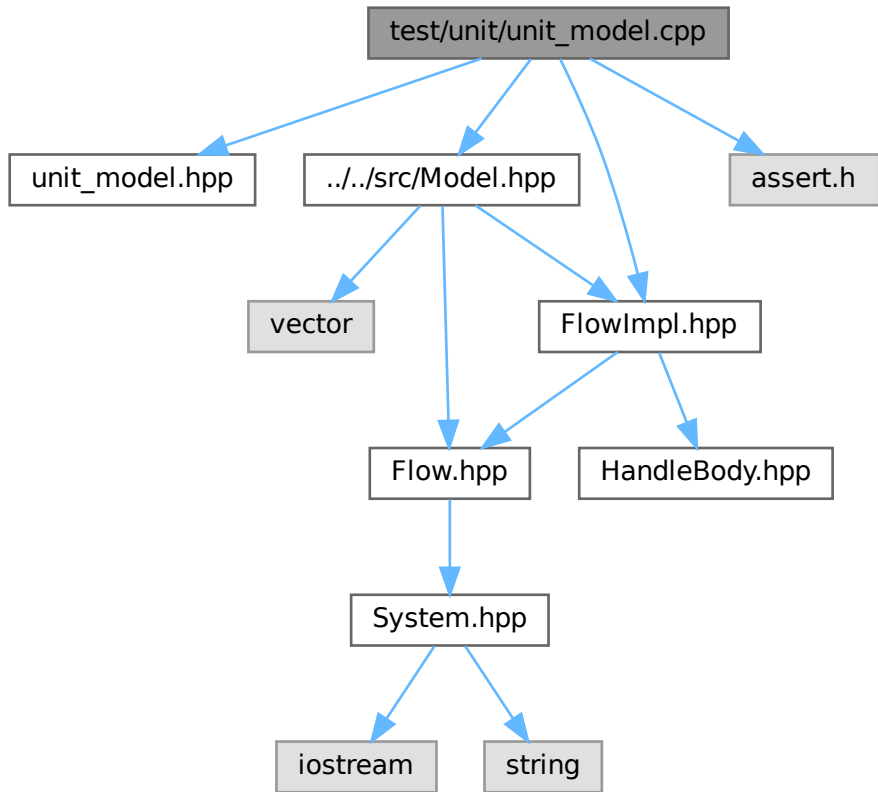 test/unit/unit_model.cpp
unit_model.hpp
../../src/Model.hpp
assert.h
vector
FlowImpl.hpp
Flow.hpp
HandleBody.hpp
System.hpp
iostream
string